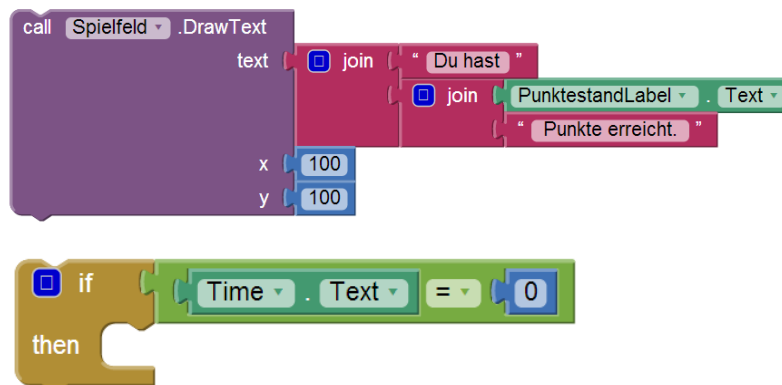 call Spielfeld .DrawText
text join " Du hast "
join PunktestandLabel . Text
" Punkte erreicht. "
x 100
y 100
if Time . Text = 0
then